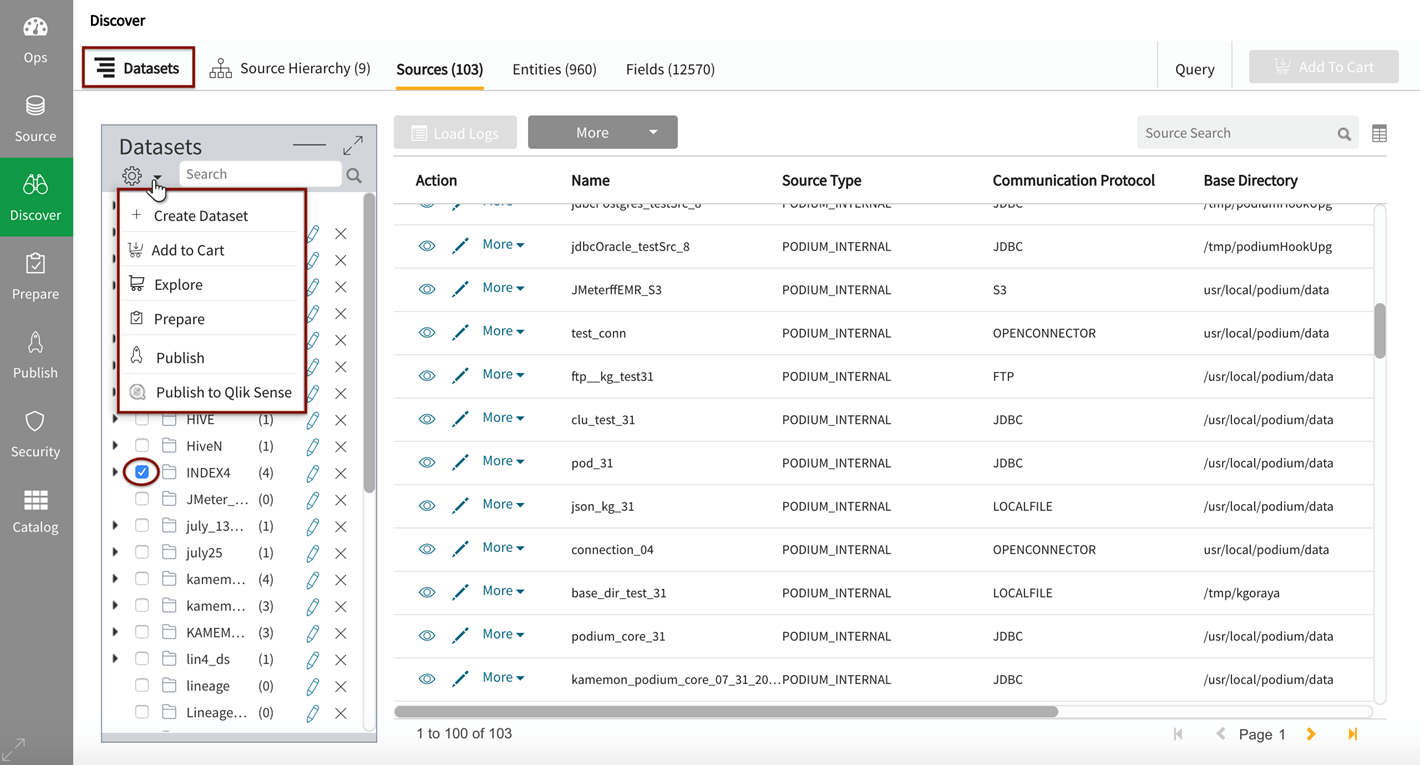 Discover
Ops
Source
Discover
Prepare
Publish
Security
Catalog
Datasets
Source Hierarchy (9)
Sources (103)
Entities (960)
Fields (12570)
Query
Add To Cart
Datasets
Search
Create Dataset
Add to Cart
Explore
Prepare
Publish
Publish to Qlik Sense
HIVE (1)
HiveN (1)
INDEX4 (4)
JMeter_... (0)
july_13... (1)
july25 (1)
kamem... (4)
kamem... (3)
KAMEM... (3)
lin4_ds (1)
lineage (0)
Lineage... (0)
Load Logs
More
Source Search
Action Name Source Type Communication Protocol Base Directory
More jdbcPostgres_testSrc_8 PODIUM_INTERNAL JDBC /tmp/podiumHookUpg
More jdbcOracle_testSrc_8 PODIUM_INTERNAL JDBC /tmp/podiumHookUpg
More JMeterffEMR_S3 PODIUM_INTERNAL S3 usr/local/podium/data
More test_conn PODIUM_INTERNAL OPENCONNECTOR usr/local/podium/data
More ftp__kg_test31 PODIUM_INTERNAL FTP /usr/local/podium/data
More clu_test_31 PODIUM_INTERNAL JDBC /usr/local/podium/data
More pod_31 PODIUM_INTERNAL JDBC /usr/local/podium/data
More json_kg_31 PODIUM_INTERNAL LOCALFILE /usr/local/podium/data
More connection_04 PODIUM_INTERNAL OPENCONNECTOR usr/local/podium/data
More base_dir_test_31 PODIUM_INTERNAL LOCALFILE /tmp/kgoraya
More podium_core_31 PODIUM_INTERNAL JDBC /usr/local/podium/data
More kamemon_podium_core_07_31_20... PODIUM_INTERNAL JDBC /usr/local/podium/data
1 to 100 of 103
Page 1